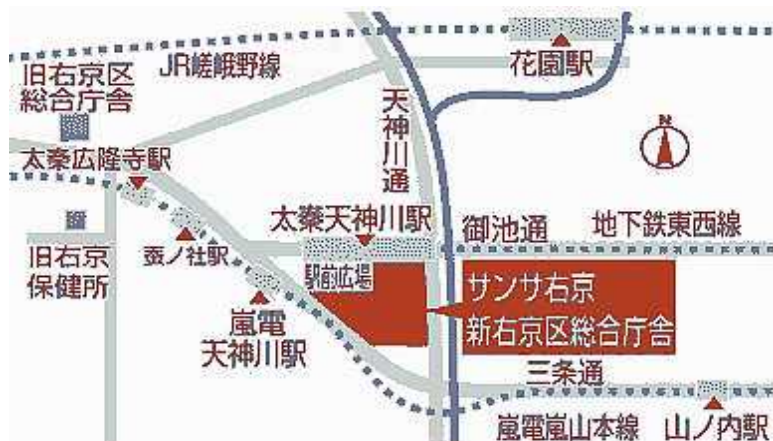 花園駅
JR嵯峨野線
旧右京区
総合庁舎
天神川通
N
太秦広隆寺駅
太秦天神川駅
御池通
地下鉄東西線
蚕ノ社駅
駅前広場
旧右京
保健所
サンサ右京
新右京区総合庁舎
嵐電
天神川駅
三条通
嵐電嵐山本線
山ノ内駅